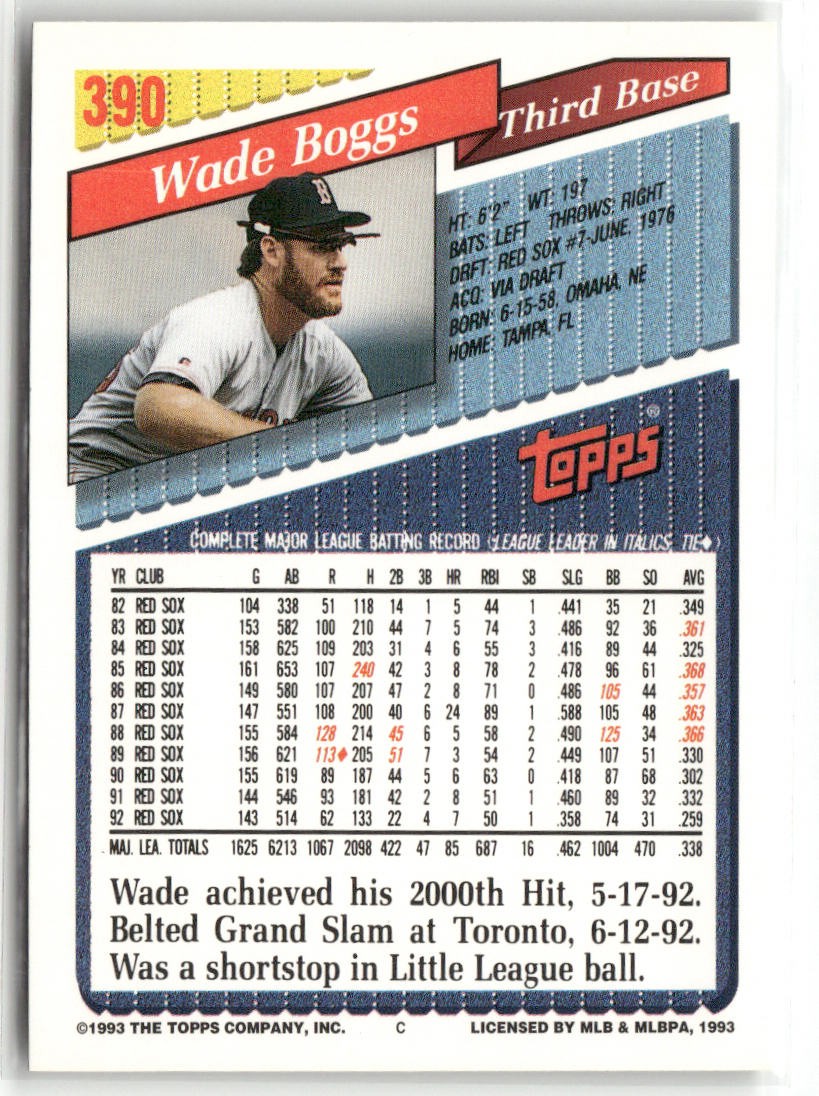 390
Wade Boggs
Third Base
HT: 6'2" WT: 197
BATS: LEFT THROWS: RIGHT
DRFT: RED SOX #7-JUNE, 1976
ACQ: VIA DRAFT
BORN: 6-15-58, OMAHA, NE
HOME: TAMPA, FL
B
TOPPS ®
COMPLETE MAJOR LEAGUE BATTING RECORD (LEAGUE LEADER IN ITALICS, TIE♦)
YR CLUB G AB R H 2B 3B HR RBI SB SLG BB SO AVG
82 RED SOX 104 338 51 118 14 1 5 44 1 .441 35 21 .349
83 RED SOX 153 582 100 210 44 7 5 74 3 .486 92 36 .361
84 RED SOX 158 625 109 203 31 4 6 55 3 .416 89 44 .325
85 RED SOX 161 653 107 240 42 3 8 78 2 .478 96 61 .368
86 RED SOX 149 580 107 207 47 2 8 71 0 .486 105 44 .357
87 RED SOX 147 551 108 200 40 6 24 89 1 .588 105 48 .363
88 RED SOX 155 584 128 214 45 6 5 58 2 .490 125 34 .366
89 RED SOX 156 621 113♦ 205 51 7 3 54 2 .449 107 51 .330
90 RED SOX 155 619 89 187 44 5 6 63 0 .418 87 68 .302
91 RED SOX 144 546 93 181 42 2 8 51 1 .460 89 32 .332
92 RED SOX 143 514 62 133 22 4 7 50 1 .358 74 31 .259
MAJ. LEA. TOTALS 1625 6213 1067 2098 422 47 85 687 16 .462 1004 470 .338
Wade achieved his 2000th Hit, 5-17-92.
Belted Grand Slam at Toronto, 6-12-92.
Was a shortstop in Little League ball.
©1993 THE TOPPS COMPANY, INC. C LICENSED BY MLB & MLBPA, 1993